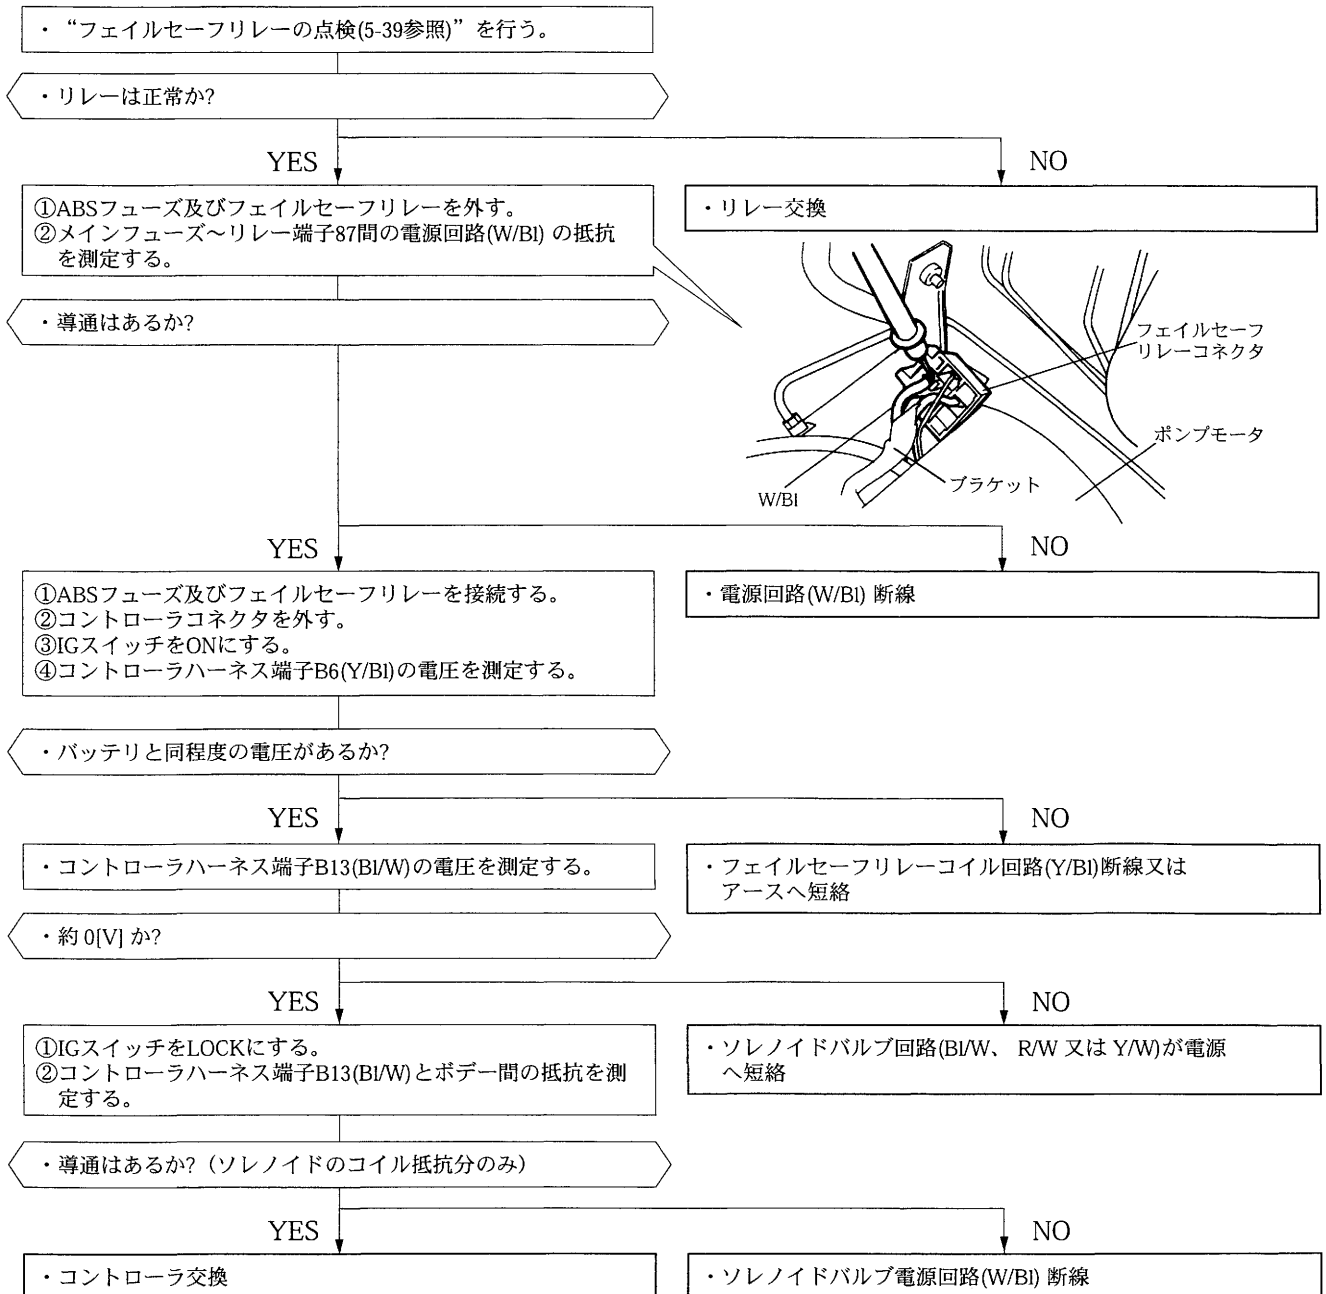 ・“フェイルセーフリレーの点検(5-39参照)”を行う。
・リレーは正常か?
YES
NO
①ABSフューズ及びフェイルセーフリレーを外す。
②メインフューズ～リレー端子87間の電源回路(W/Bl) の抵抗
を測定する。
・リレー交換
・導通はあるか?
フェイルセーフ
リレーコネクタ
ポンプモータ
ブラケット
W/Bl
YES
NO
①ABSフューズ及びフェイルセーフリレーを接続する。
②コントローラコネクタを外す。
③IGスイッチをONにする。
④コントローラハーネス端子B6(Y/Bl)の電圧を測定する。
・電源回路(W/Bl) 断線
・バッテリと同程度の電圧があるか?
YES
NO
・コントローラハーネス端子B13(Bl/W)の電圧を測定する。
・フェイルセーフリレーコイル回路(Y/Bl)断線又は
アースへ短絡
・約 0[V] か?
YES
NO
①IGスイッチをLOCKにする。
②コントローラハーネス端子B13(Bl/W)とボデー間の抵抗を測
定する。
・ソレノイドバルブ回路(Bl/W、 R/W 又は Y/W)が電源
へ短絡
・導通はあるか?（ソレノイドのコイル抵抗分のみ）
YES
NO
・コントローラ交換
・ソレノイドバルブ電源回路(W/Bl) 断線